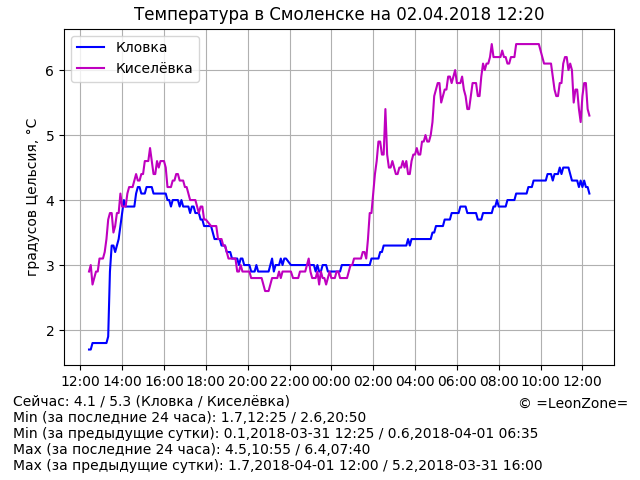 Температура в Смоленске на 02.04.2018 12:20
Кловка
Киселёвка
градусов Цельсия, °C
6
5
4
3
2
12:00 14:00 16:00 18:00 20:00 22:00 00:00 02:00 04:00 06:00 08:00 10:00 12:00
Сейчас: 4.1 / 5.3 (Кловка / Киселёвка)
© =LeonZone=
Min (за последние 24 часа): 1.7,12:25 / 2.6,20:50
Min (за предыдущие сутки): 0.1,2018-03-31 12:25 / 0.6,2018-04-01 06:35
Max (за последние 24 часа): 4.5,10:55 / 6.4,07:40
Max (за предыдущие сутки): 1.7,2018-04-01 12:00 / 5.2,2018-03-31 16:00